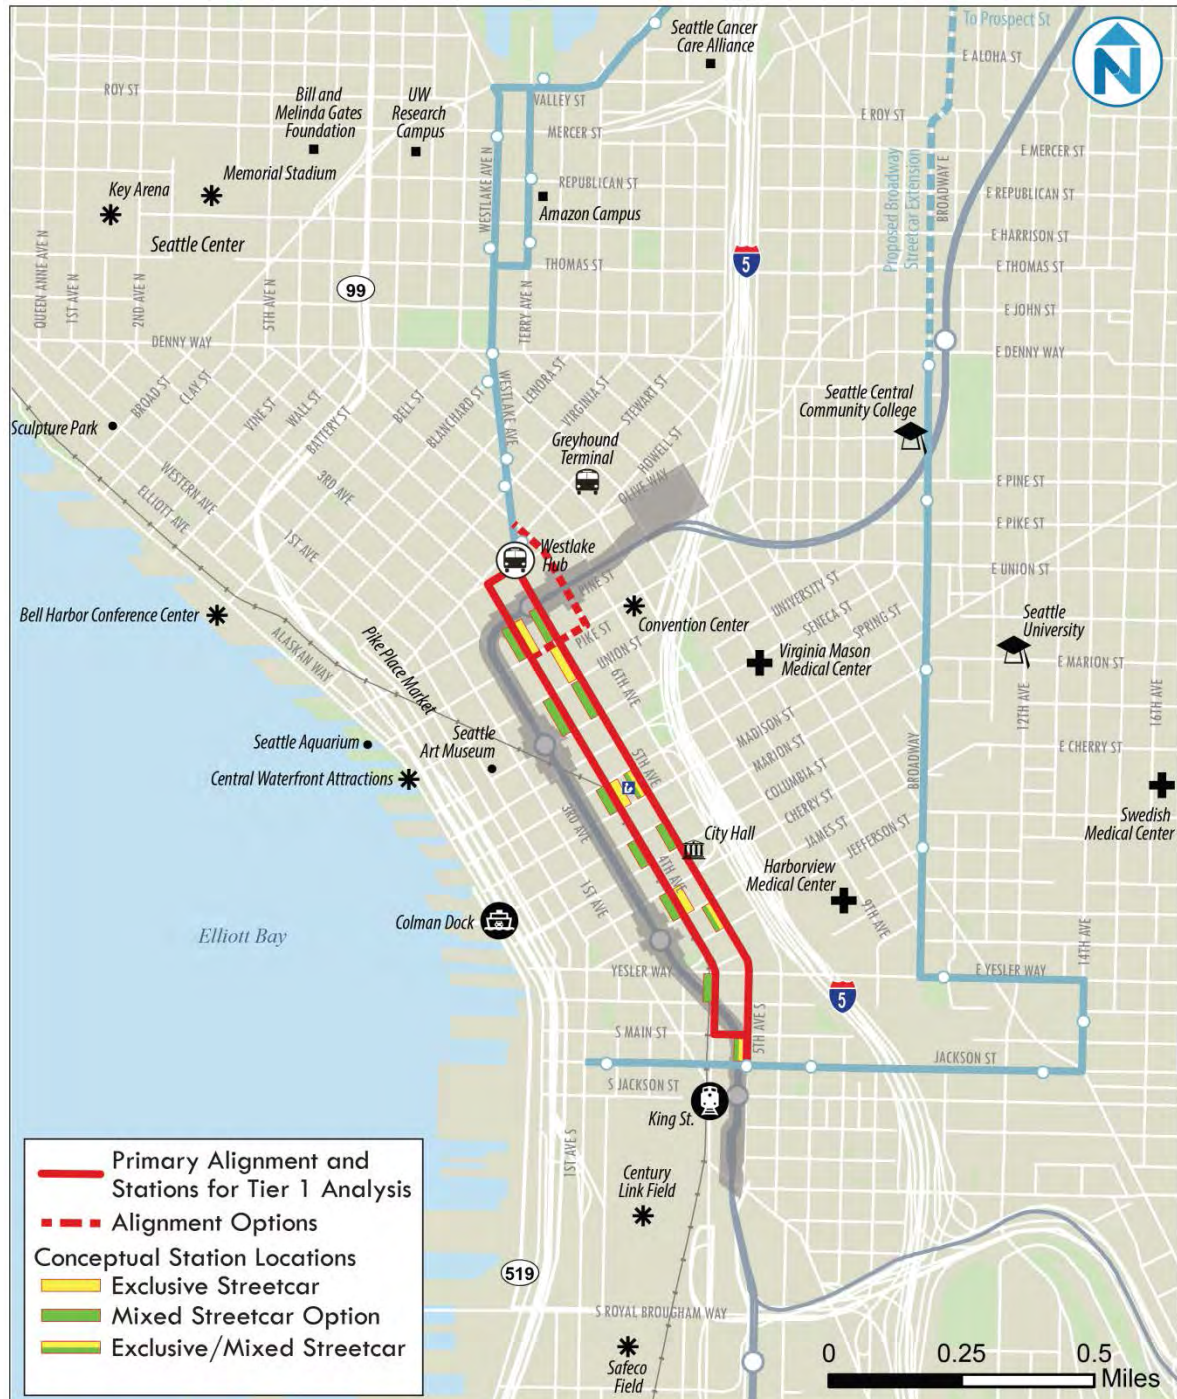 To Prospect St
Seattle Cancer
Care Alliance
N
E ALOHA ST
ROY ST
Bill and
Melinda Gates
Foundation
UW
Research
Campus
VALLEY ST
MERCER ST
E ROY ST
E MERCER ST
WESTLAKE AVE N
BROADWAY E
Memorial Stadium
Key Arena
REPUBLICAN ST
E REPUBLICAN ST
Amazon Campus
Proposed Broadway
Streetcar Extension
Seattle Center
E HARRISON ST
5
THOMAS ST
E THOMAS ST
QUEEN ANNE AVE N
1ST AVE N
2ND AVE N
5TH AVE N
99
TERRY AVE N
E JOHN ST
DENNY WAY
E DENNY WAY
BROAD ST
CLAY ST
VINE ST
WALL ST
BATTERY ST
BELL ST
BLANCHARD ST
WESTLAKE AVE
LENORA ST
VIRGINIA ST
STEWART ST
Seattle Central
Community College
Sculpture Park
Greyhound
Terminal
HOWELL ST
OLIVE WAY
WESTERN AVE
ELLIOTT AVE
3RD AVE
1ST AVE
E PINE ST
E PIKE ST
Westlake
Hub
E UNION ST
PINE ST
UNIVERSITY ST
SENECA ST
SPRING ST
Bell Harbor Conference Center
Convention Center
Seattle
University
PIKE ST
UNION ST
ALASKAN WAY
Pike Place Market
6TH AVE
Virginia Mason
Medical Center
E MARION ST
12TH AVE
16TH AVE
MADISON ST
MARION ST
COLUMBIA ST
CHERRY ST
JAMES ST
JEFFERSON ST
Seattle Aquarium
Seattle
Art Museum
5TH AVE
E CHERRY ST
BROADWAY
Central Waterfront Attractions
Swedish
Medical Center
3RD AVE
City Hall
4TH AVE
Harborview
Medical Center
1ST AVE
9TH AVE
Colman Dock
Elliott Bay
14TH AVE
YESLER WAY
E YESLER WAY
5
S MAIN ST
5TH AVE S
JACKSON ST
S JACKSON ST
King St.
1ST AVE S
Century
Link Field
519
S ROYAL BROUGHAM WAY
Safeco
Field
Primary Alignment and
Stations for Tier 1 Analysis
Alignment Options
Conceptual Station Locations
Exclusive Streetcar
Mixed Streetcar Option
Exclusive/Mixed Streetcar
0 0.25 0.5
Miles